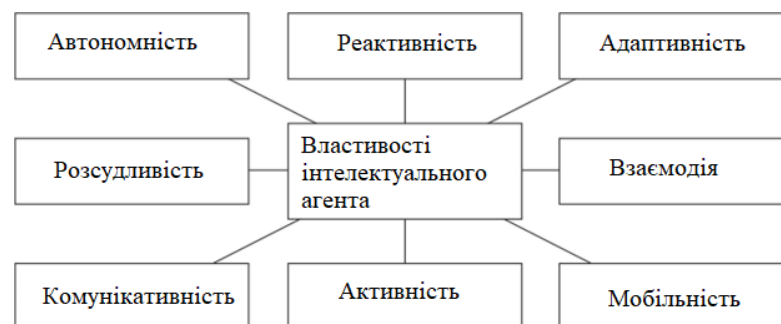 Автономність
Реактивність
Адаптивність
Розсудливість
Властивості
інтелектуального
агента
Взаємодія
Комунікативність
Активність
Мобільність